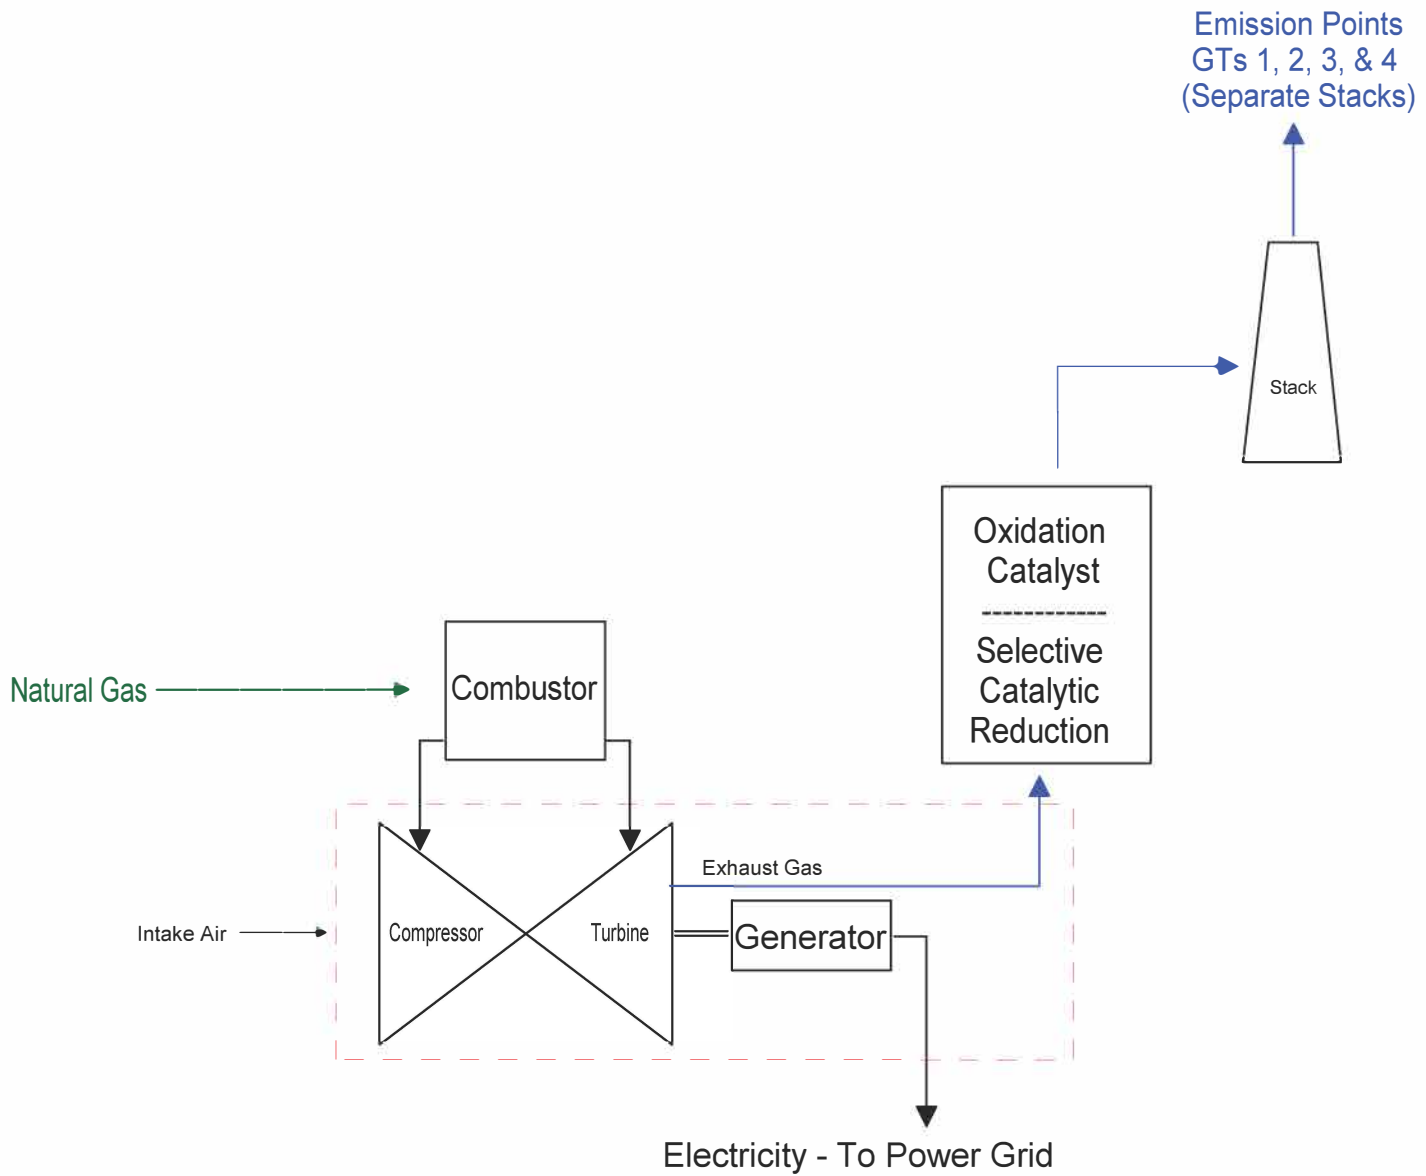 Emission Points
GTs 1, 2, 3, & 4
(Separate Stacks)
Stack
Oxidation
Catalyst
Selective
Catalytic
Reduction
Combustor
Natural Gas
Exhaust Gas
Intake Air
Compressor
Turbine
Generator
Electricity - To Power Grid